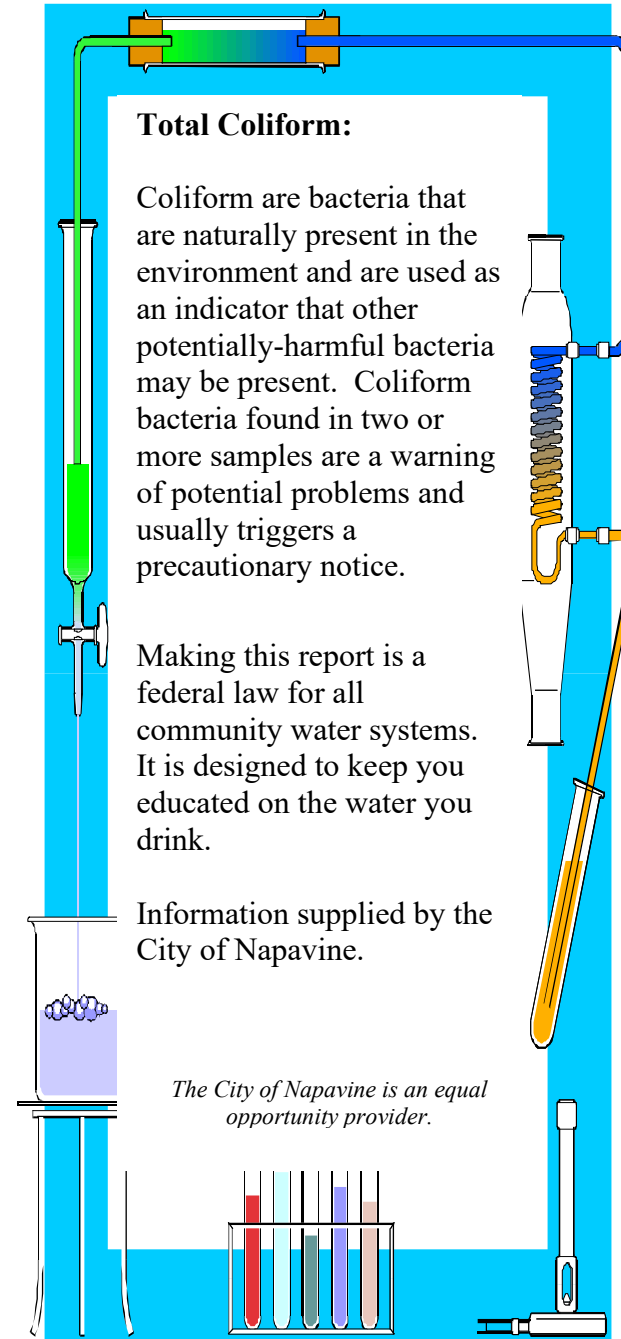 Total Coliform:
Coliform are bacteria that
are naturally present in the
environment and are used as
an indicator that other
potentially-harmful bacteria
may be present.  Coliform
bacteria found in two or
more samples are a warning
of potential problems and
usually triggers a
precautionary notice.
Making this report is a
federal law for all
community water systems.
It is designed to keep you
educated on the water you
drink.
Information supplied by the
City of Napavine.
The City of Napavine is an equal
opportunity provider.